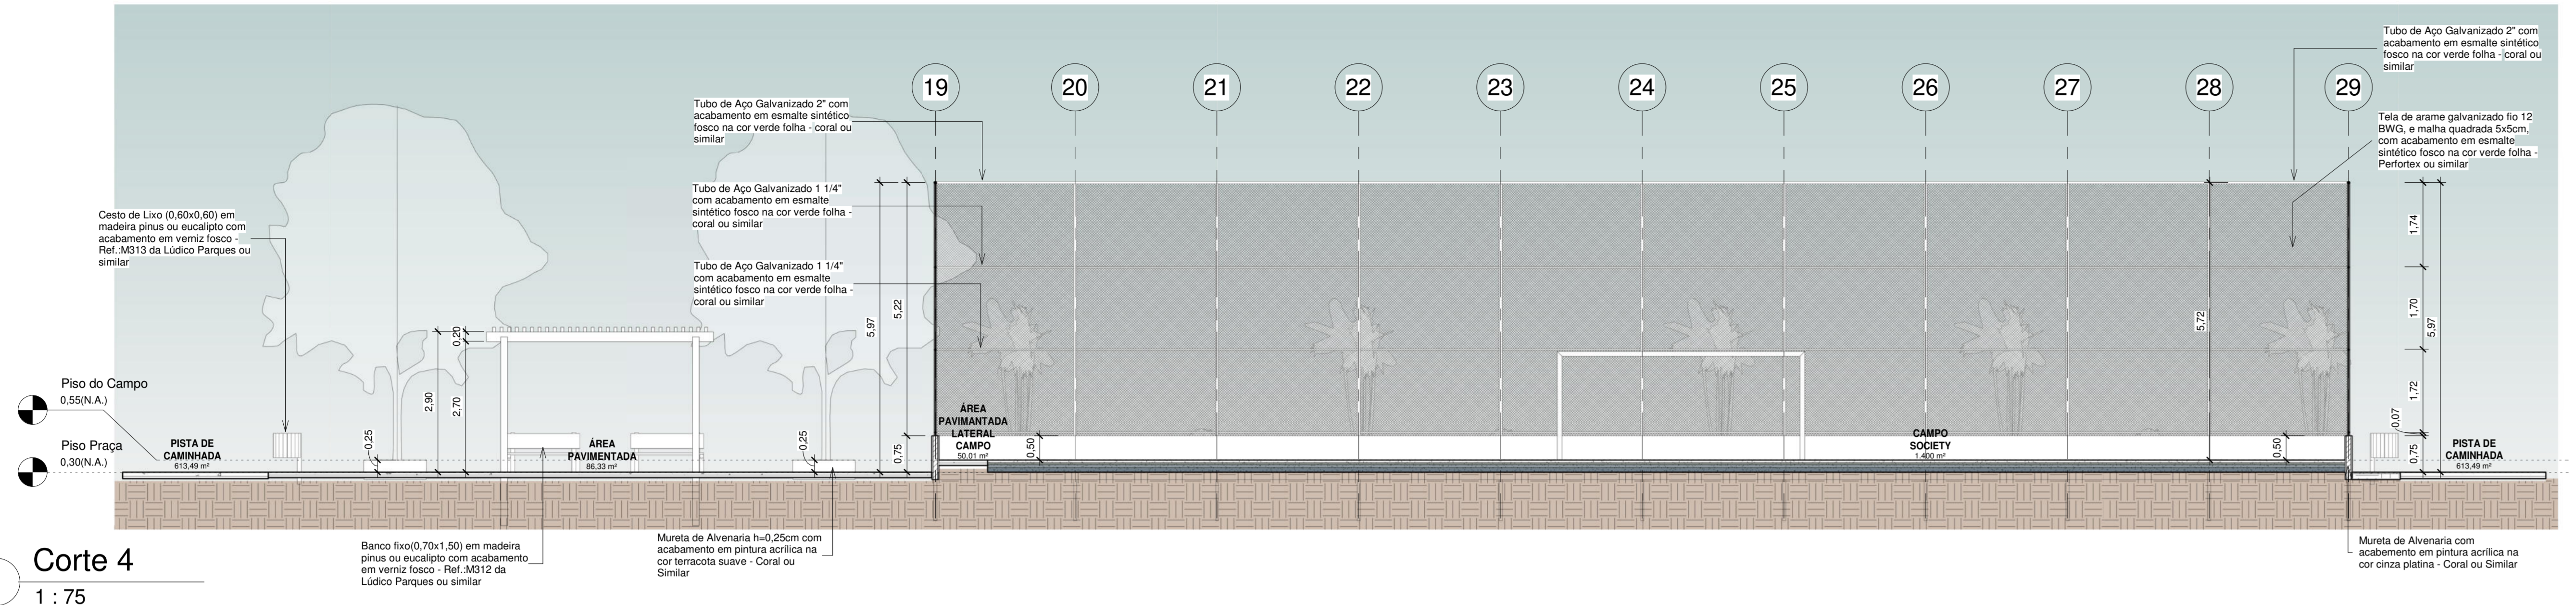 Tubo de Aço Galvanizado 2" com
acabamento em esmalte sintético
fosco na cor verde folha - coral ou
similar
19
20
21
22
23
24
25
26
27
28
29
Tubo de Aço Galvanizado 2" com
acabamento em esmalte sintético
fosco na cor verde folha - coral ou
similar
Tela de arame galvanizado fio 12
BWG, e malha quadrada 5x5cm,
com acabamento em esmalte
sintético fosco na cor verde folha -
Perfortex ou similar
Tubo de Aço Galvanizado 1 1/4"
com acabamento em esmalte
sintético fosco na cor verde folha -
coral ou similar
Cesto de Lixo (0,60x0,60) em
madeira pinus ou eucalipto com
acabamento em verniz fosco -
Ref.:M313 da Lúdico Parques ou
similar
Tubo de Aço Galvanizado 1 1/4"
com acabamento em esmalte
sintético fosco na cor verde folha -
coral ou similar
5,97
5,22
0,75
0,20
2,90
2,70
0,25
0,25
0,50
5,72
0,50
1,74
1,70
1,72
5,97
0,07
0,75
Piso do Campo
0,55(N.A.)
Piso Praça
0,30(N.A.)
PISTA DE
CAMINHADA
613,49 m²
ÁREA
PAVIMENTADA
86,33 m²
ÁREA
PAVIMANTADA
LATERAL
CAMPO
50,01 m²
CAMPO
SOCIETY
1.400 m²
PISTA DE
CAMINHADA
613,49 m²
Banco fixo(0,70x1,50) em madeira
pinus ou eucalipto com acabamento
em verniz fosco - Ref.:M312 da
Lúdico Parques ou similar
Mureta de Alvenaria h=0,25cm com
acabamento em pintura acrílica na
cor terracota suave - Coral ou
Similar
Mureta de Alvenaria com
acabemento em pintura acrílica na
cor cinza platina - Coral ou Similar
Corte 4
1 : 75